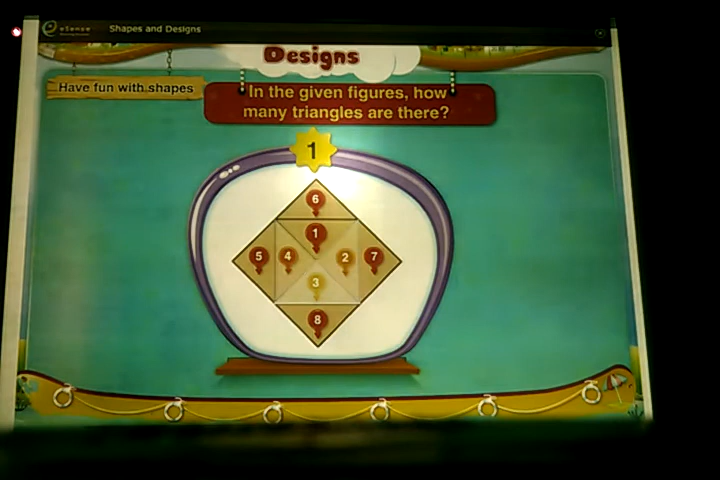 eSense
Shapes and Designs
Designs
Have fun with shapes
In the given figures, how
many triangles are there?
1
6
1
5 4 2 7
3
8